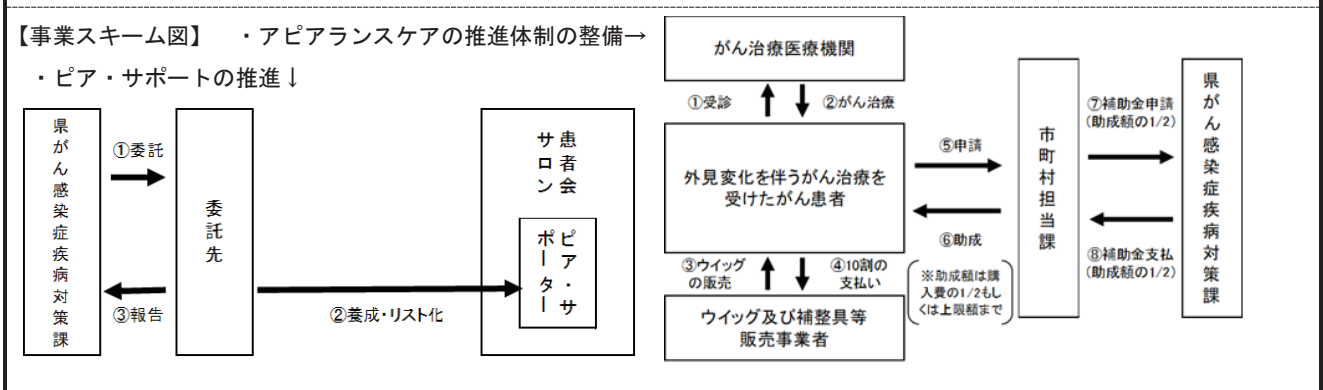 【事業スキーム図】　・アピアランスケアの推進体制の整備→
・ピア・サポートの推進↓
県がん感染症疾病対策課
①委託
③報告
委託先
②養成・リスト化
患者会
サロン
ピア・サ
ポーター
がん治療医療機関
①受診
②がん治療
外見変化を伴うがん治療を
受けたがん患者
③ウイッグ
の販売
④10割の
支払い
ウイッグ及び補整具等
販売事業者
⑤申請
⑥助成
※助成額は購
入費の1/2もし
くは上限額まで
市町村担当課
⑦補助金申請
(助成額の1/2)
⑧補助金支払
(助成額の1/2)
県がん感染症疾病対策課